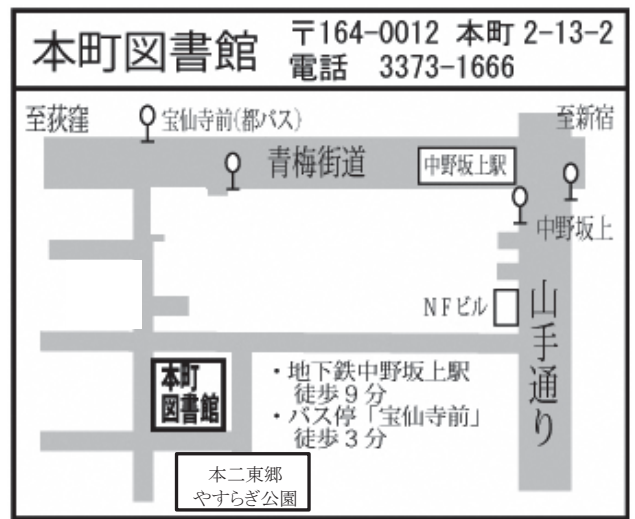 本町図書館
〒164-0012 本町 2-13-2
電話 3373-1666
至荻窪
宝仙寺前(都バス)
至新宿
青梅街道
中野坂上駅
中野坂上
NFビル
山手通り
本町
図書館
・地下鉄中野坂上駅
徒歩9分
・バス停「宝仙寺前」
徒歩3分
本二東郷
やすらぎ公園